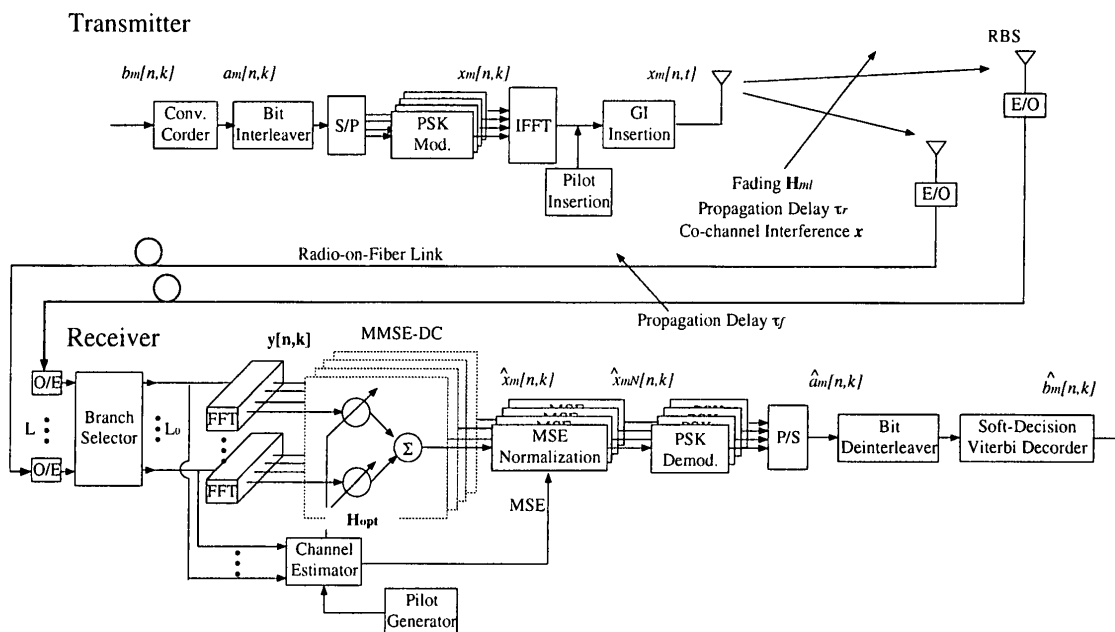 Transmitter
RBS
bm[n,k]
am[n,k]
xm[n,k]
xm[n,t]
Conv.
Corder
Bit
Interleaver
S/P
PSK
Mod.
IFFT
GI
Insertion
Pilot
Insertion
E/O
E/O
Fading Hml
Propagation Delay τr
Co-channel Interference x
Radio-on-Fiber Link
Propagation Delay τf
Receiver
y[n,k]
MMSE-DC
x̂m[n,k]
x̂mN[n,k]
âm[n,k]
b̂m[n,k]
O/E
L
O/E
Branch
Selector
L0
FFT
FFT
Σ
Hopt
MSE
MSE
MSE
Normalization
PSK
Demod.
P/S
Bit
Deinterleaver
Soft-Decision
Viterbi Decorder
MSE
Channel
Estimator
Pilot
Generator